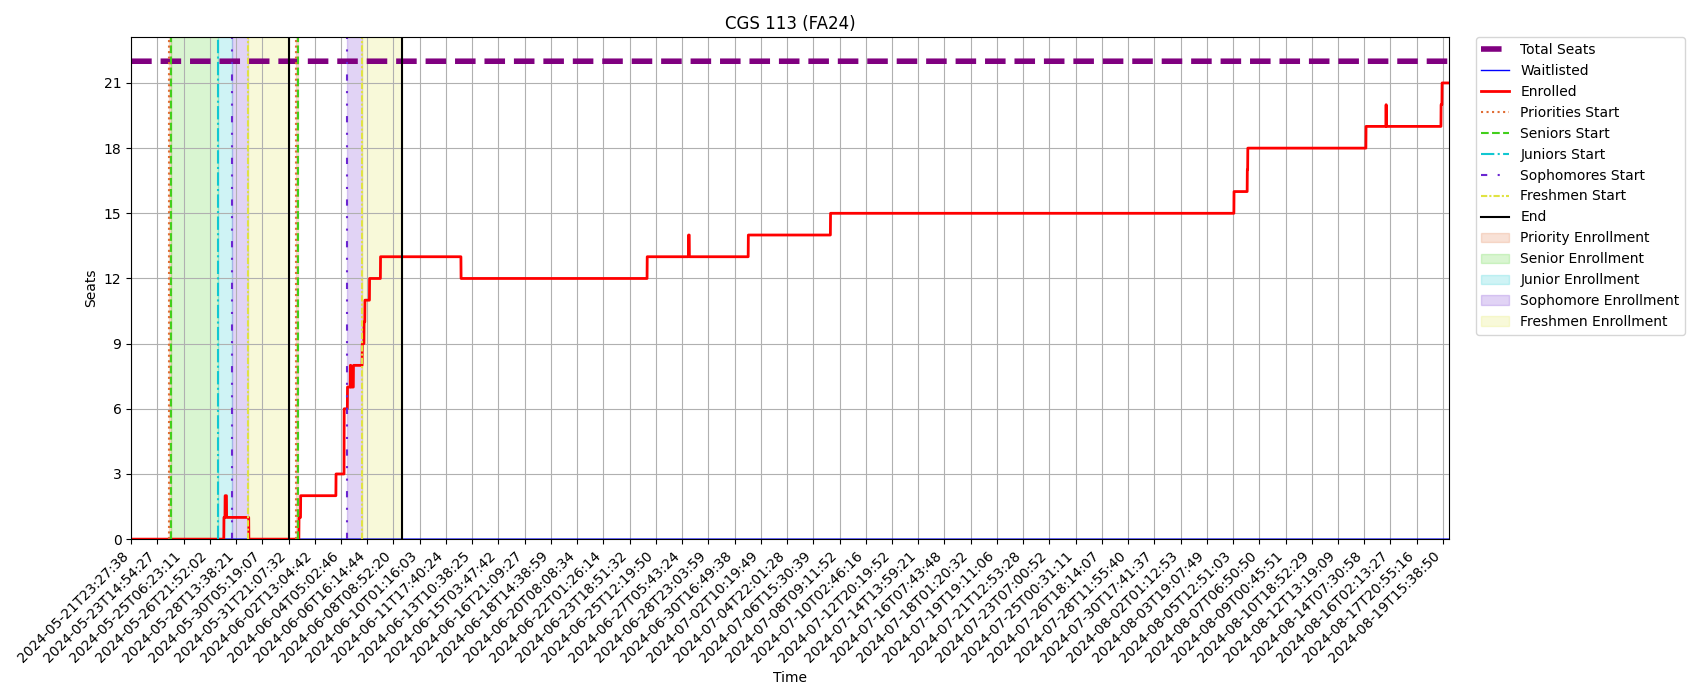 CGS 113 (FA24)
Total Seats
Waitlisted
Enrolled
Priorities Start
Seniors Start
Juniors Start
Sophomores Start
Freshmen Start
End
Priority Enrollment
Senior Enrollment
Junior Enrollment
Sophomore Enrollment
Freshmen Enrollment
Seats
21
18
15
12
9
6
3
0
2024-05-21T23:27:38
2024-05-23T14:54:27
2024-05-25T06:23:11
2024-05-26T21:52:02
2024-05-28T13:38:21
2024-05-30T05:19:07
2024-05-31T21:07:32
2024-06-02T13:04:42
2024-06-04T05:02:46
2024-06-06T16:14:44
2024-06-08T08:52:20
2024-06-10T01:16:03
2024-06-11T17:40:24
2024-06-13T10:38:25
2024-06-15T03:47:42
2024-06-16T21:09:27
2024-06-18T14:38:59
2024-06-20T08:08:34
2024-06-22T01:26:14
2024-06-23T18:51:32
2024-06-25T12:19:50
2024-06-27T05:43:24
2024-06-28T23:03:59
2024-06-30T16:49:38
2024-07-02T10:19:49
2024-07-04T22:01:28
2024-07-06T15:30:39
2024-07-08T09:11:52
2024-07-10T02:46:16
2024-07-12T20:19:52
2024-07-14T13:59:21
2024-07-16T07:43:48
2024-07-18T01:20:32
2024-07-19T19:11:06
2024-07-21T12:53:28
2024-07-23T07:00:52
2024-07-25T00:31:11
2024-07-26T18:14:07
2024-07-28T11:55:40
2024-07-30T17:41:37
2024-08-02T01:12:53
2024-08-03T19:07:49
2024-08-05T12:51:03
2024-08-07T06:50:50
2024-08-09T00:45:51
2024-08-10T18:52:29
2024-08-12T13:19:09
2024-08-14T07:30:58
2024-08-16T02:13:27
2024-08-17T20:55:16
2024-08-19T15:38:50
Time